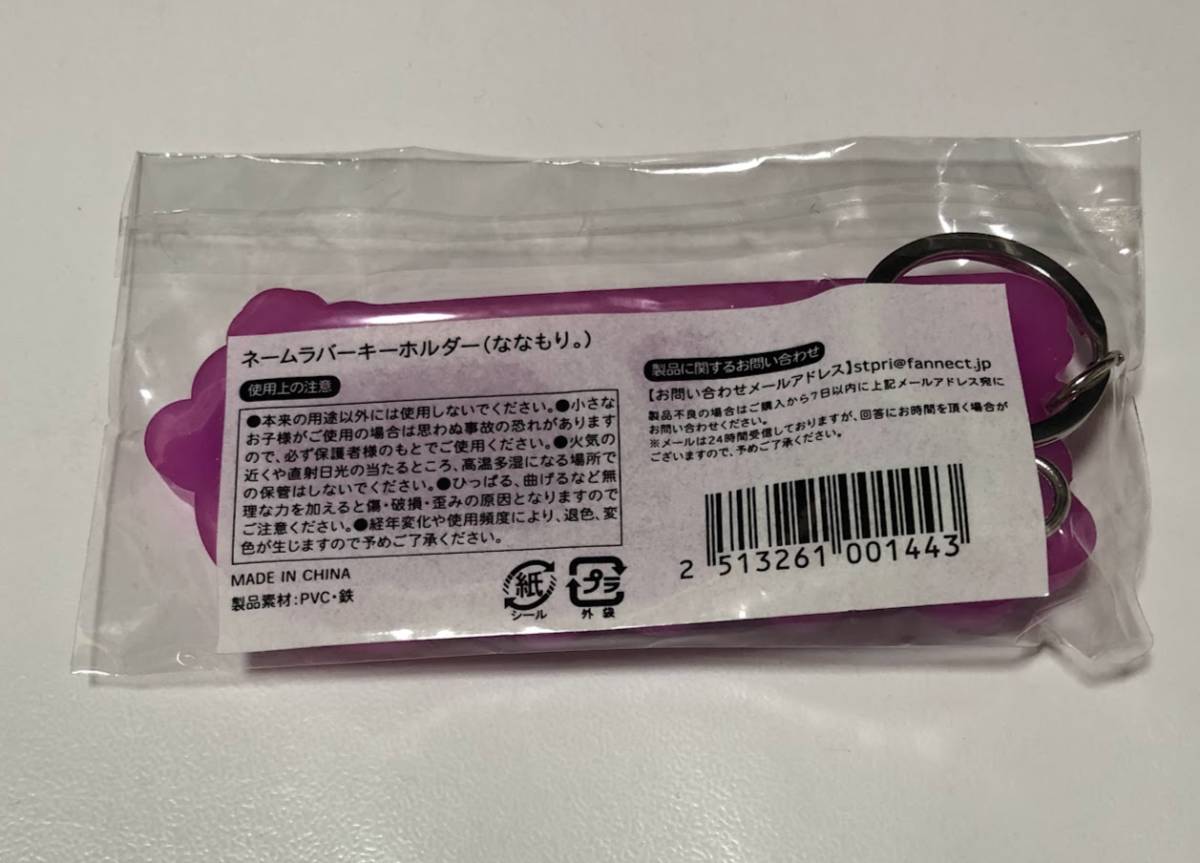 ネームラバーキーホルダー(ななもり。)
使用上の注意
●本来の用途以外には使用しないでください。●小さな
お子様がご使用の場合は思わぬ事故の恐れがあります
ので、必ず保護者様のもとでご使用ください。●火気の
近くや直射日光の当たるところ、高温多湿になる場所で
の保管はしないでください。●ひっぱる、曲げるなど無
理な力を加えると傷・破損・歪みの原因となりますので
ご注意ください。●経年変化や使用頻度により、退色、変
色が生じますので予めご了承ください。
MADE IN CHINA
製品素材:PVC・鉄
紙
シール
プラ
外袋
製品に関するお問い合わせ
【お問い合わせメールアドレス】stpri@fannect.jp
製品不良の場合はご購入から7日以内に上記メールアドレス宛に
お問い合わせください。
※メールは24時間受信しておりますが、回答にお時間を頂く場合が
ございますので、予めご了承ください。
2 513261 001443